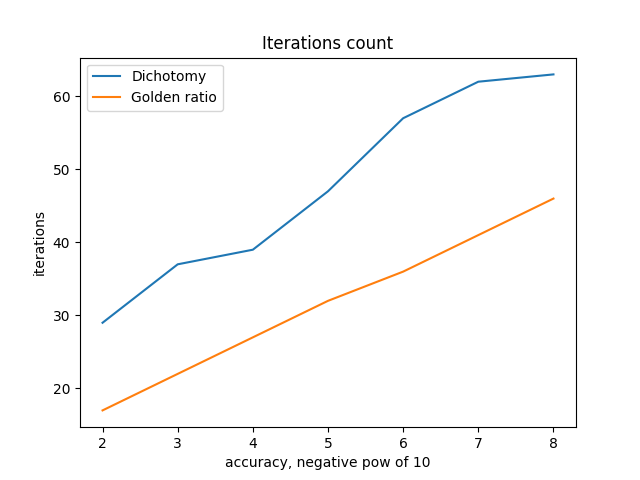 Iterations count
Dichotomy
Golden ratio
60
50
40
30
20
iterations
2 3 4 5 6 7 8
accuracy, negative pow of 10